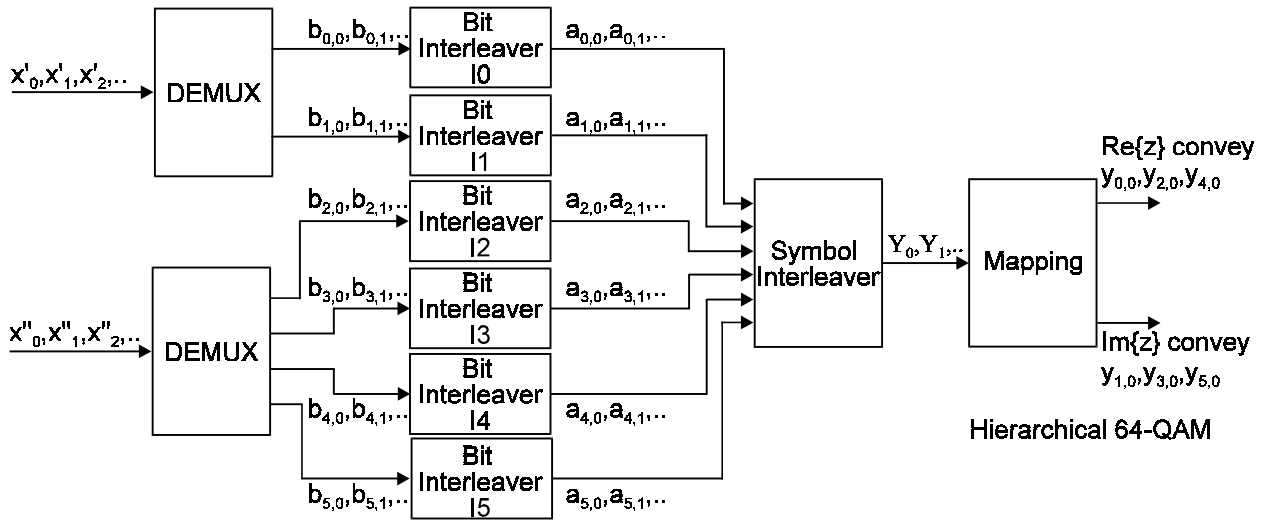 x'0,x'1,x'2,..
DEMUX
b0,0,b0,1,..
Bit
Interleaver
I0
a0,0,a0,1,..
b1,0,b1,1,..
Bit
Interleaver
I1
a1,0,a1,1,..
x"0,x"1,x"2,..
DEMUX
b2,0,b2,1,..
Bit
Interleaver
I2
a2,0,a2,1,..
b3,0,b3,1,..
Bit
Interleaver
I3
a3,0,a3,1,..
b4,0,b4,1,..
Bit
Interleaver
I4
a4,0,a4,1,..
b5,0,b5,1,..
Bit
Interleaver
I5
a5,0,a5,1,..
Symbol
Interleaver
Y0,Y1,..
Mapping
Re{z} convey
y0,0,y2,0,y4,0
Im{z} convey
y1,0,y3,0,y5,0
Hierarchical 64-QAM